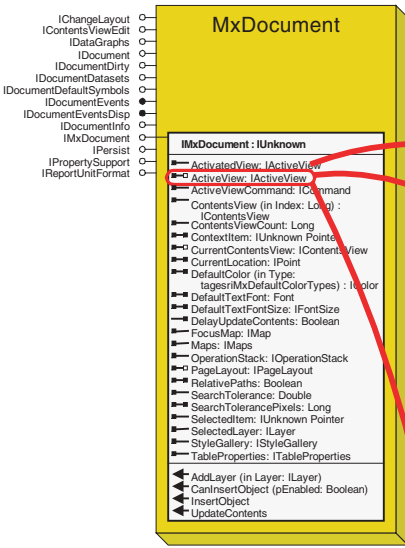 MxDocument
IChangeLayout
IContentsViewEdit
IDataGraphs
IDocument
IDocumentDirty
IDocumentDatasets
IDocumentDefaultSymbols
IDocumentEvents
IDocumentEventsDisp
IDocumentInfo
IMxDocument
IPersist
IPropertySupport
IReportUnitFormat
IMxDocument : IUnknown
ActivatedView: IActiveView
ActiveView: IActiveView
ActiveViewCommand: ICommand
ContentsView (in Index: Long) :
IContentsView
ContentsViewCount: Long
ContextItem: IUnknown Pointer
CurrentContentsView: IContentsView
CurrentLocation: IPoint
DefaultColor (in Type:
tagesriMxDefaultColorTypes) : IColor
DefaultTextFont: Font
DefaultTextFontSize: IFontSize
DelayUpdateContents: Boolean
FocusMap: IMap
Maps: IMaps
OperationStack: IOperationStack
PageLayout: IPageLayout
RelativePaths: Boolean
SearchTolerance: Double
SearchTolerancePixels: Long
SelectedItem: IUnknown Pointer
SelectedLayer: ILayer
StyleGallery: IStyleGallery
TableProperties: ITableProperties
AddLayer (in Layer: ILayer)
CanInsertObject (pEnabled: Boolean)
InsertObject
UpdateContents